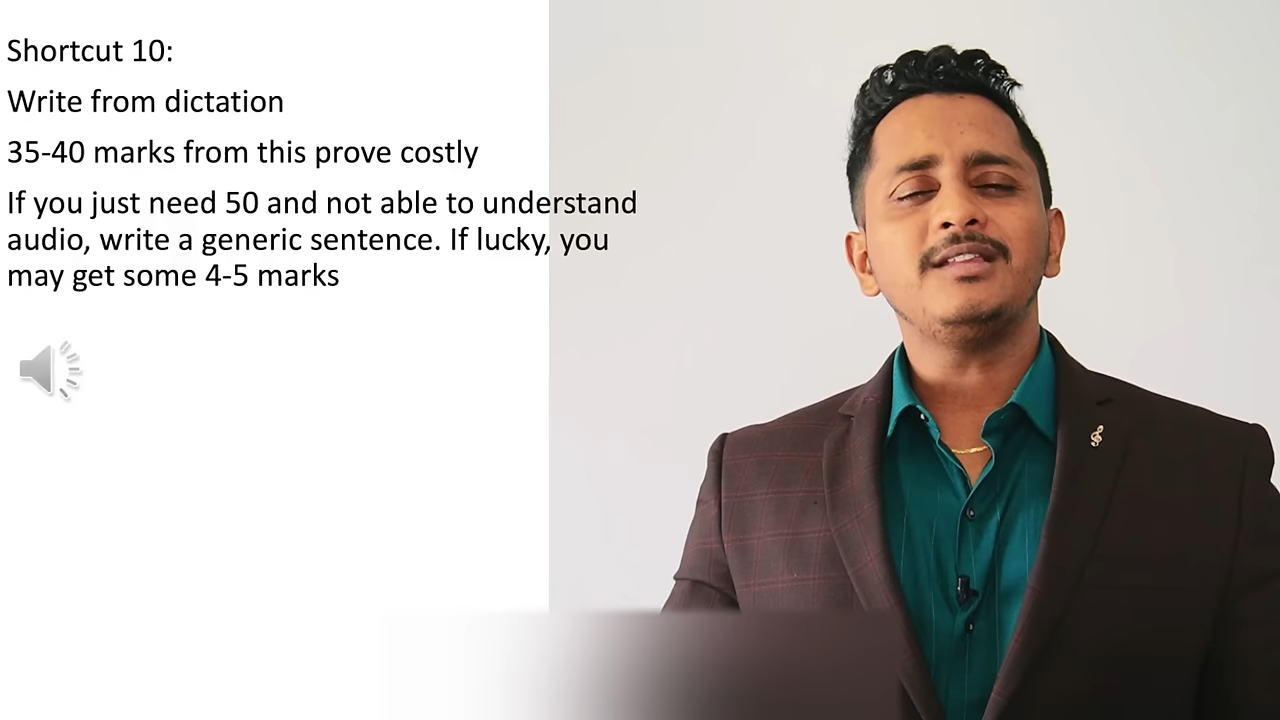 Shortcut 10:
Write from dictation
35-40 marks from this prove costly
If you just need 50 and not able to understand
audio, write a generic sentence. If lucky, you
may get some 4-5 marks